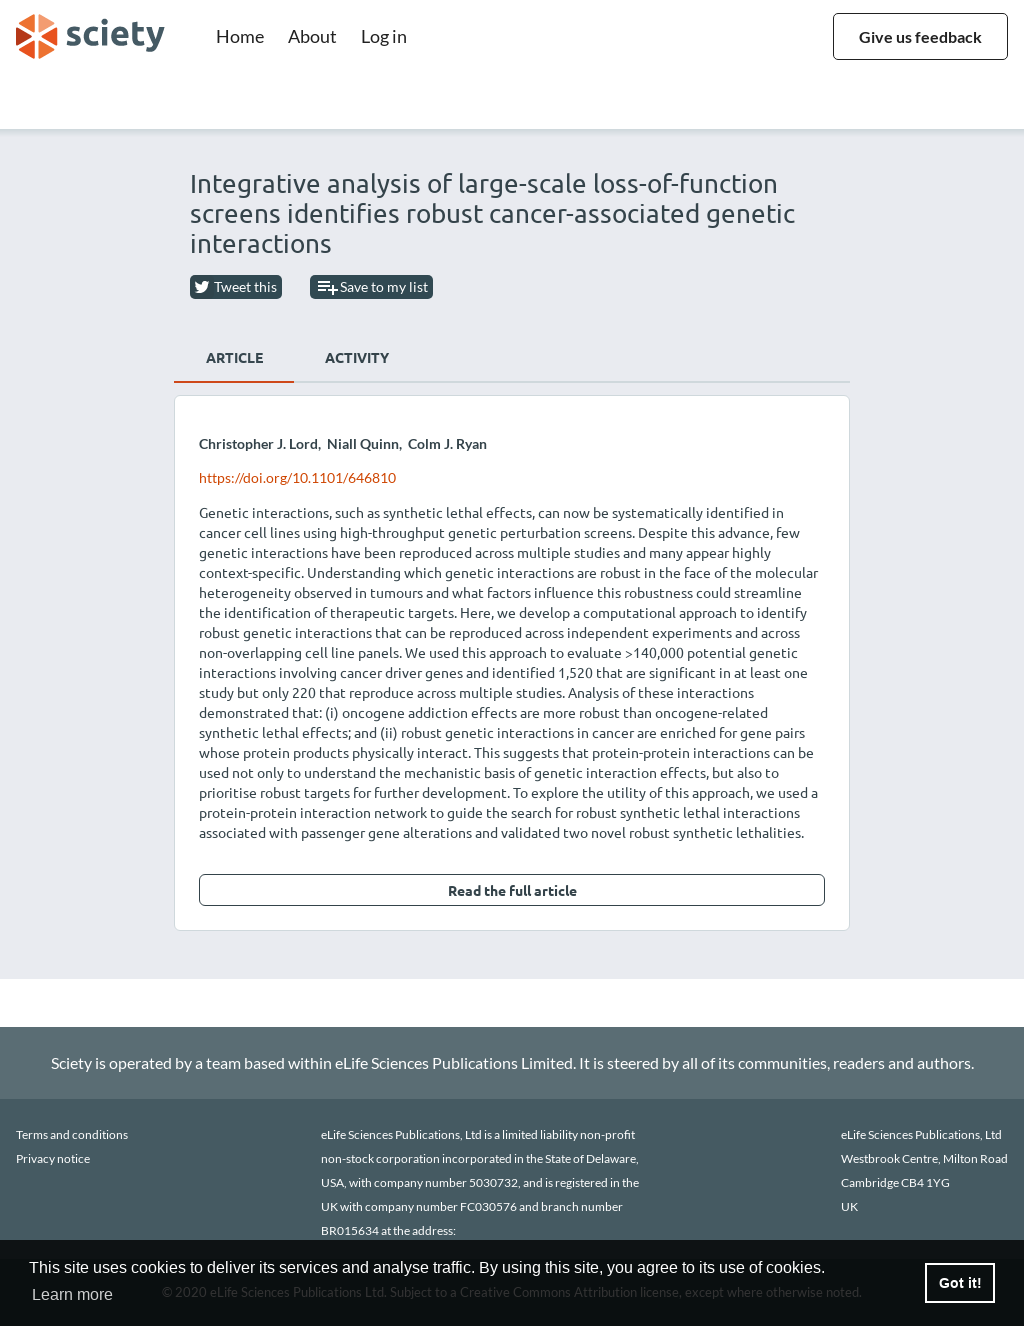 sciety
Home About Log in
Give us feedback
Integrative analysis of large-scale loss-of-function
screens identifies robust cancer-associated genetic
interactions
Tweet this
Save to my list
ARTICLE
ACTIVITY
Christopher J. Lord, Niall Quinn, Colm J. Ryan
https://doi.org/10.1101/646810
Genetic interactions, such as synthetic lethal effects, can now be systematically identified in
cancer cell lines using high-throughput genetic perturbation screens. Despite this advance, few
genetic interactions have been reproduced across multiple studies and many appear highly
context-specific. Understanding which genetic interactions are robust in the face of the molecular
heterogeneity observed in tumours and what factors influence this robustness could streamline
the identification of therapeutic targets. Here, we develop a computational approach to identify
robust genetic interactions that can be reproduced across independent experiments and across
non-overlapping cell line panels. We used this approach to evaluate >140,000 potential genetic
interactions involving cancer driver genes and identified 1,520 that are significant in at least one
study but only 220 that reproduce across multiple studies. Analysis of these interactions
demonstrated that: (i) oncogene addiction effects are more robust than oncogene-related
synthetic lethal effects; and (ii) robust genetic interactions in cancer are enriched for gene pairs
whose protein products physically interact. This suggests that protein-protein interactions can be
used not only to understand the mechanistic basis of genetic interaction effects, but also to
prioritise robust targets for further development. To explore the utility of this approach, we used a
protein-protein interaction network to guide the search for robust synthetic lethal interactions
associated with passenger gene alterations and validated two novel robust synthetic lethalities.
Read the full article
Sciety is operated by a team based within eLife Sciences Publications Limited. It is steered by all of its communities, readers and authors.
Terms and conditions
Privacy notice
eLife Sciences Publications, Ltd is a limited liability non-profit
non-stock corporation incorporated in the State of Delaware,
USA, with company number 5030732, and is registered in the
UK with company number FC030576 and branch number
BR015634 at the address:
eLife Sciences Publications, Ltd
Westbrook Centre, Milton Road
Cambridge CB4 1YG
UK
This site uses cookies to deliver its services and analyse traffic. By using this site, you agree to its use of cookies.
Learn more
© 2020 eLife Sciences Publications Ltd. Subject to a Creative Commons Attribution license, except where otherwise noted.
Got it!